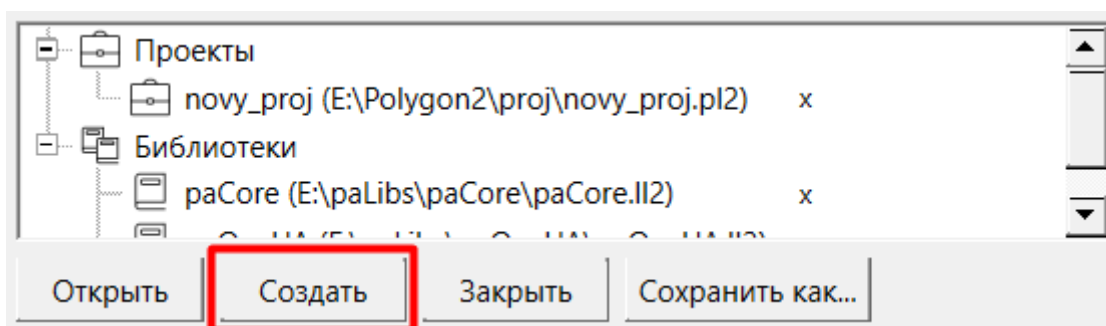 Проекты
novy_proj (E:\Polygon2\proj\novy_proj.pl2) x
Библиотеки
paCore (E:\paLibs\paCore\paCore.ll2) x
Открыть Создать Закрыть Сохранить как...